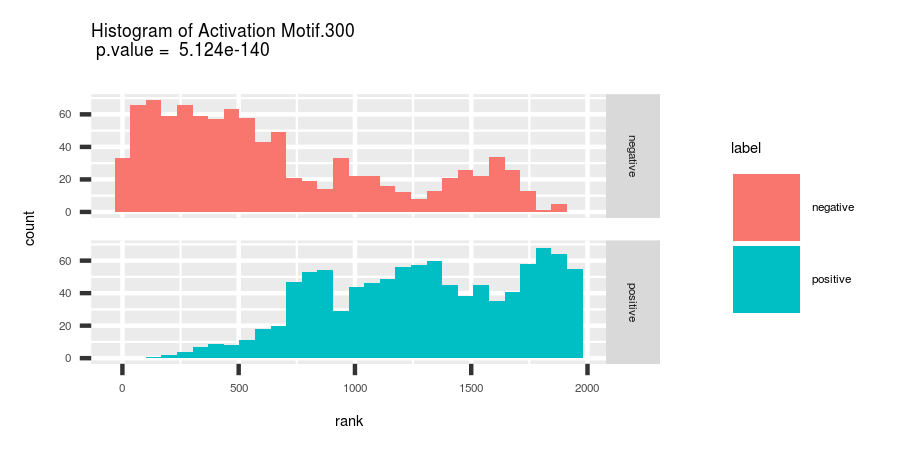 Histogram of Activation Motif.300
p.value = 5.124e-140
count
60
40
20
0
negative
60
40
20
0
positive
0
500
1000
1500
2000
rank
label
negative
positive